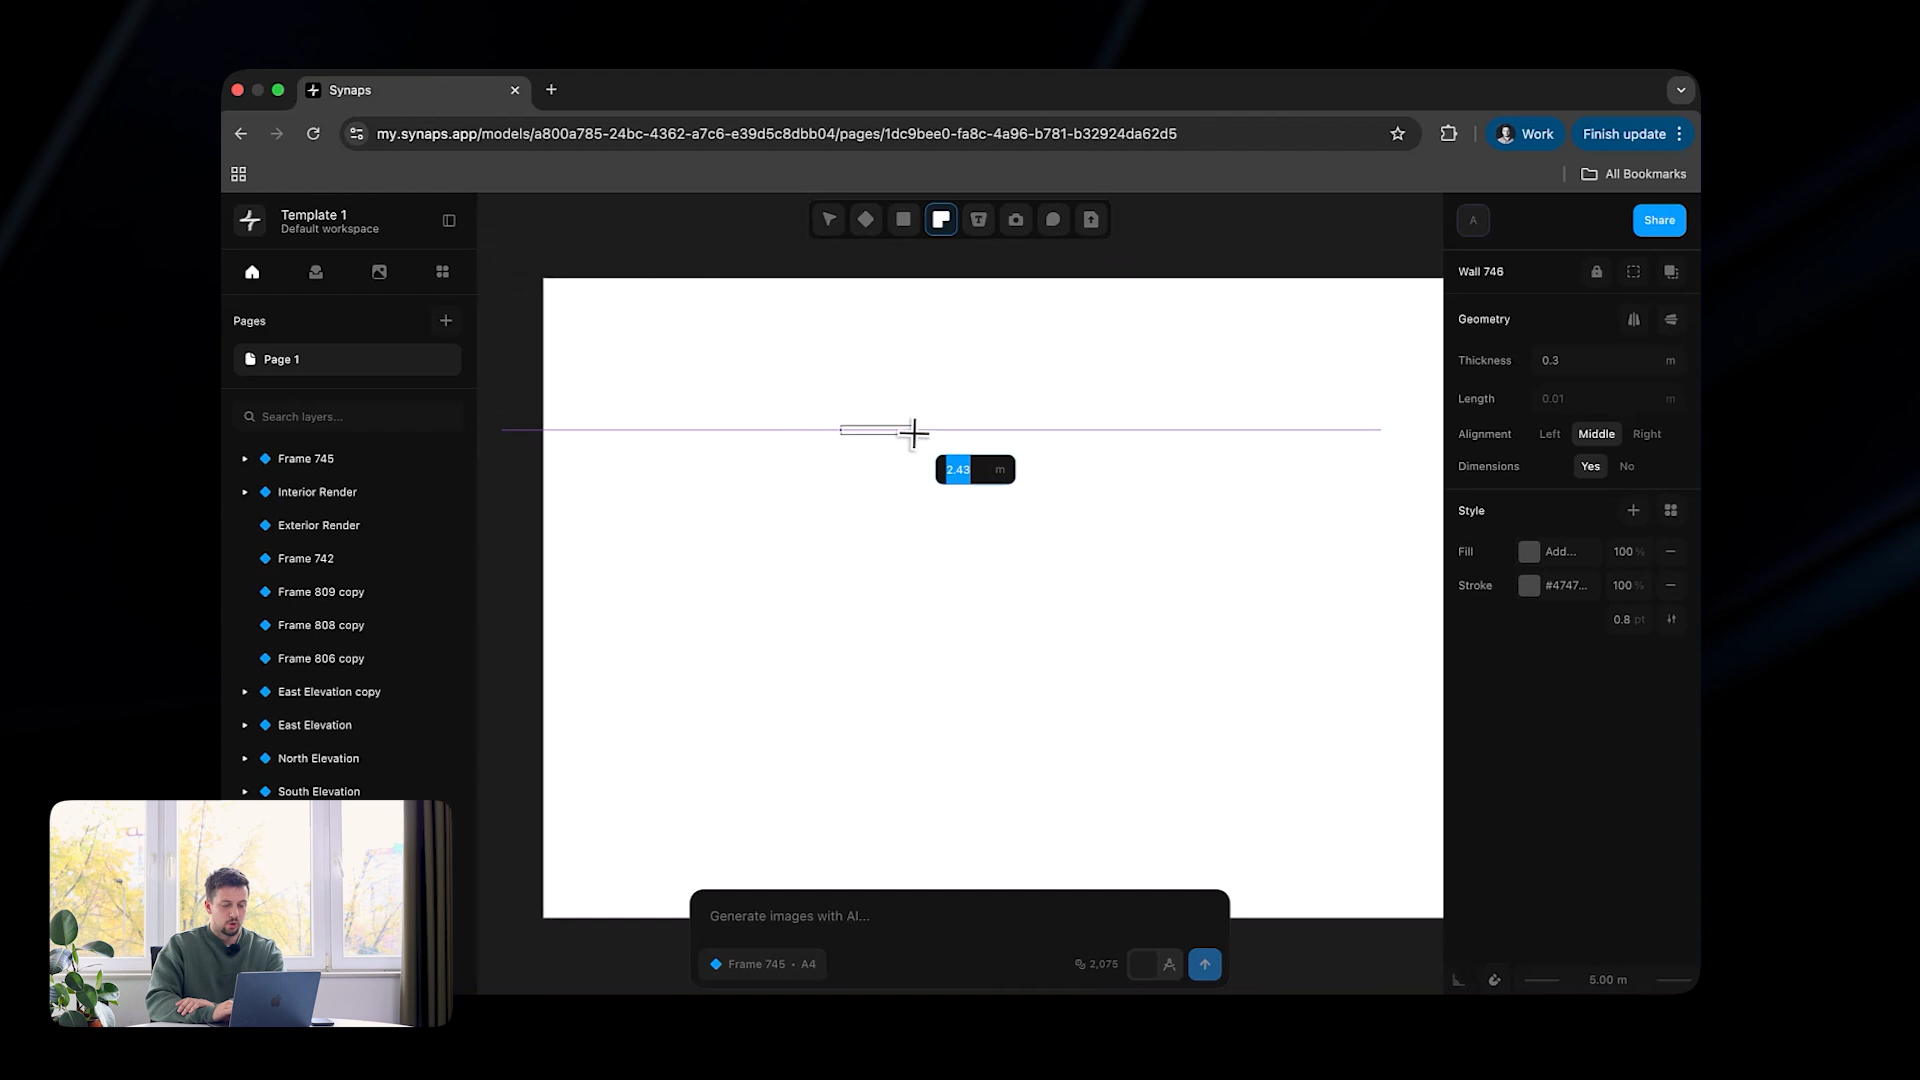 Synaps
my.synaps.app/models/a800a785-24bc-4362-a7c6-e39d5c8dbb04/pages/1dc9bee0-fa8c-4a96-b781-b32924da62d5
Work
Finish update
All Bookmarks
Template 1
Default workspace
A
Share
Wall 746
Pages
Geometry
Page 1
Thickness 0.3 m
Length 0.01 m
Search layers...
Alignment Left Middle Right
Dimensions Yes No
Frame 745
2.43 m
Interior Render
Style
Exterior Render
Fill Add... 100 %
Frame 742
Stroke #4747... 100 %
Frame 809 copy
0.8 pt
Frame 808 copy
Frame 806 copy
East Elevation copy
East Elevation
North Elevation
South Elevation
Generate images with AI...
Frame 745 • A4
2,075
5.00 m